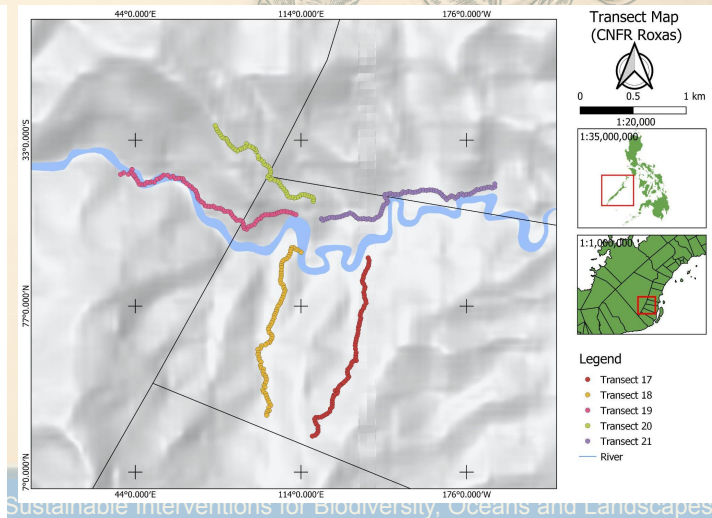 44°0.000'E 114°0.000'E 176°0.000'W
Transect Map
(CNFR Roxas)
0 0.5 1 km
1:20,000
33°0.000'S
1:35,000,000
1:1,000,000
77°0.000'N
7°0.000'N
Legend
Transect 17
Transect 18
Transect 19
Transect 20
Transect 21
River
44°0.000'E 114°0.000'E 176°0.000'W
Sustainable Interventions for Biodiversity, Oceans and Landscapes